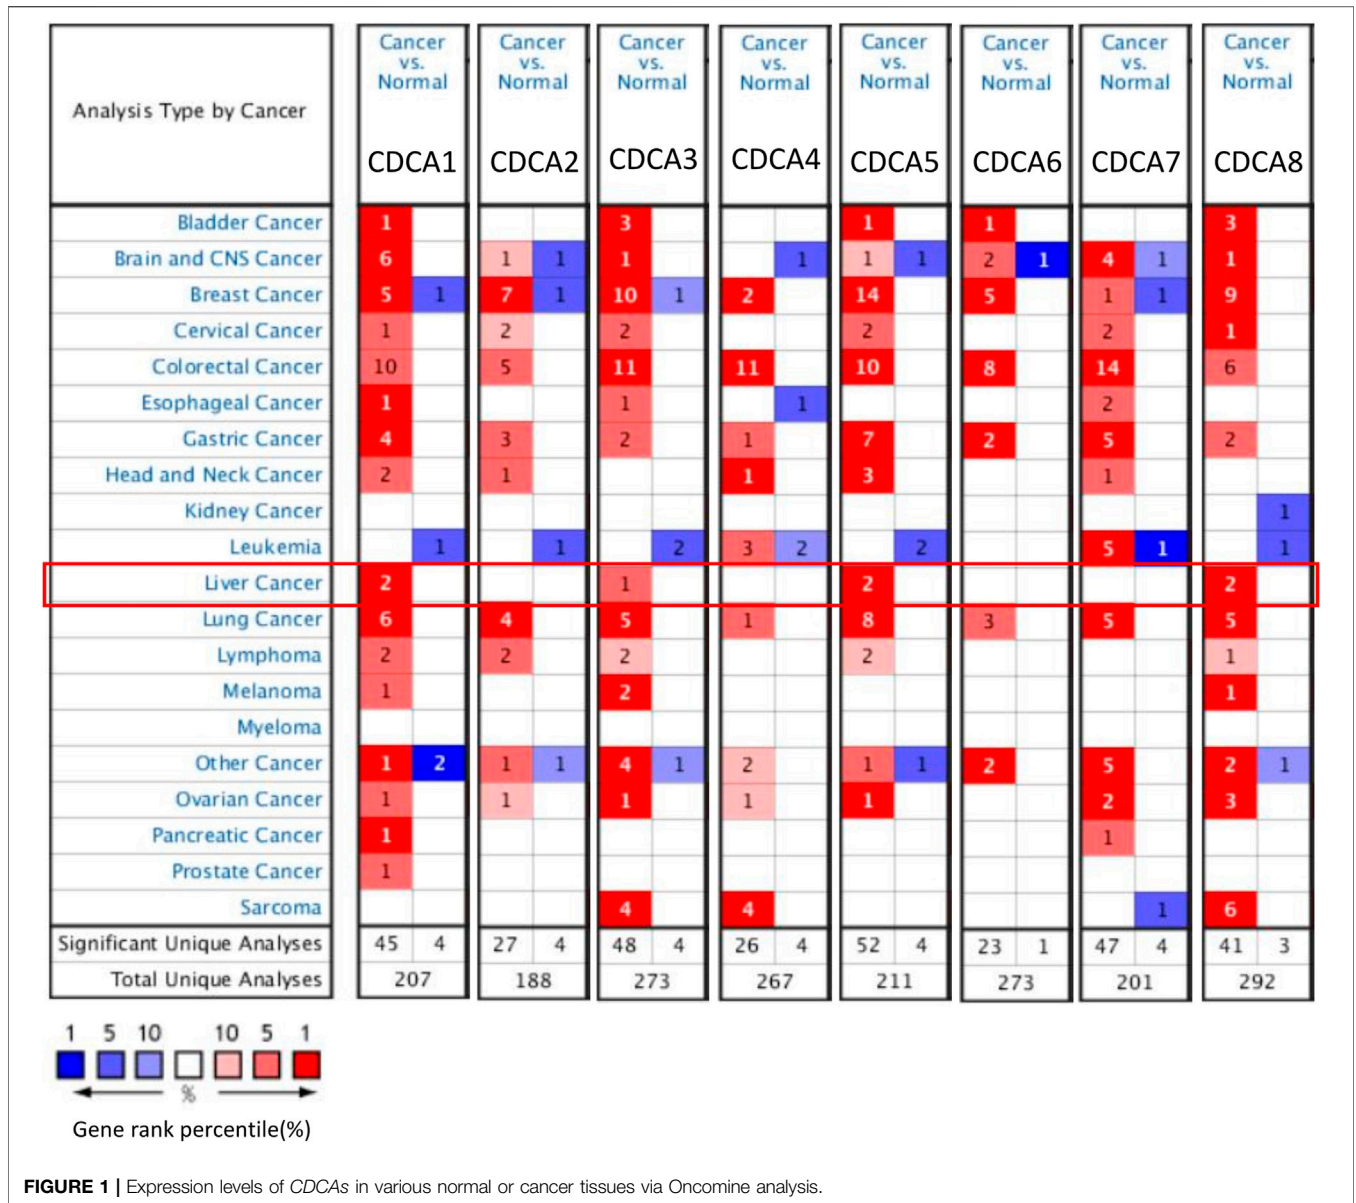 Analysis Type by Cancer
Cancer vs. Normal Cancer vs. Normal Cancer vs. Normal Cancer vs. Normal Cancer vs. Normal Cancer vs. Normal Cancer vs. Normal Cancer vs. Normal
CDCA1 CDCA2 CDCA3 CDCA4 CDCA5 CDCA6 CDCA7 CDCA8
Bladder Cancer 1 3 1 1 3
Brain and CNS Cancer 6 1 1 1 1 1 1 2 1 4 1 1
Breast Cancer 5 1 7 1 10 1 2 14 5 1 1 9
Cervical Cancer 1 2 2 2 2 1
Colorectal Cancer 10 5 11 11 10 8 14 6
Esophageal Cancer 1 1 1 2
Gastric Cancer 4 3 2 1 7 2 5 2
Head and Neck Cancer 2 1 1 3 1
Kidney Cancer 1
Leukemia 1 1 2 3 2 2 5 1 1
Liver Cancer 2 1 2 2
Lung Cancer 6 4 5 1 8 3 5 5
Lymphoma 2 2 2 2 1
Melanoma 1 2 1
Myeloma
Other Cancer 1 2 1 1 4 1 2 1 1 2 5 2 1
Ovarian Cancer 1 1 1 1 1 2 3
Pancreatic Cancer 1 1
Prostate Cancer 1
Sarcoma 4 4 1 6
Significant Unique Analyses 45 4 27 4 48 4 26 4 52 4 23 1 47 4 41 3
Total Unique Analyses 207 188 273 267 211 273 201 292
1 5 10 10 5 1
%
Gene rank percentile(%)
FIGURE 1 | Expression levels of CDCAs in various normal or cancer tissues via Oncomine analysis.